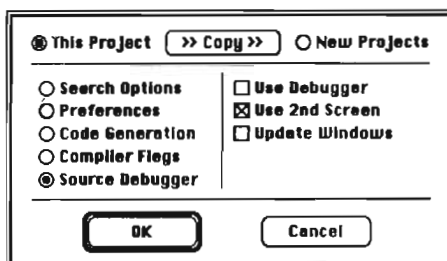 This Project >> Copy >> New Projects
Search Options
Preferences
Code Generation
Compiler Flags
Source Debugger
Use Debugger
Use 2nd Screen
Update Windows
OK Cancel